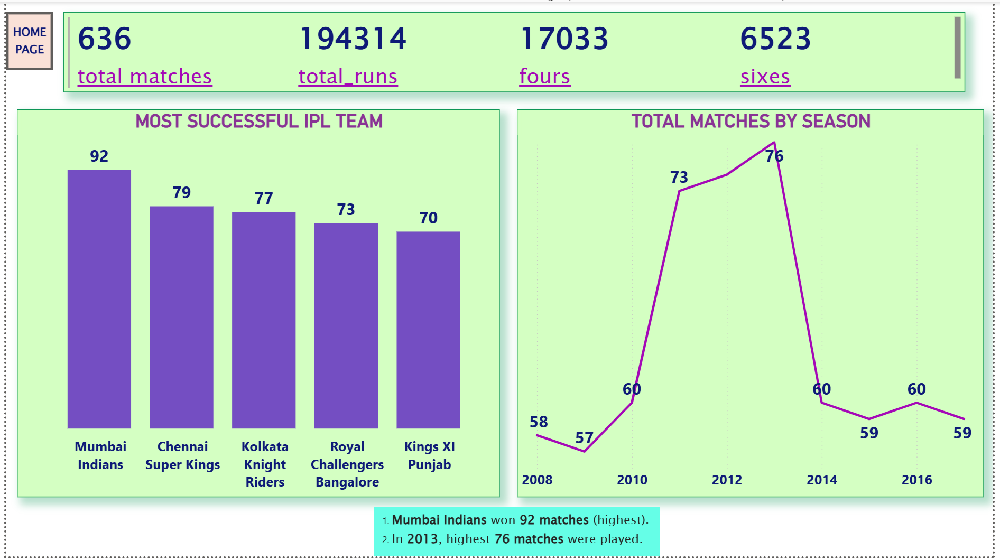 HOME
PAGE
636
194314
17033
6523
total matches
total_runs
fours
sixes
MOST SUCCESSFUL IPL TEAM
92
79
77
73
70
Mumbai
Indians
Chennai
Super Kings
Kolkata
Knight
Riders
Royal
Challengers
Bangalore
Kings XI
Punjab
TOTAL MATCHES BY SEASON
58
57
60
73
76
60
59
60
59
2008
2010
2012
2014
2016
1. Mumbai Indians won 92 matches (highest).
2. In 2013, highest 76 matches were played.